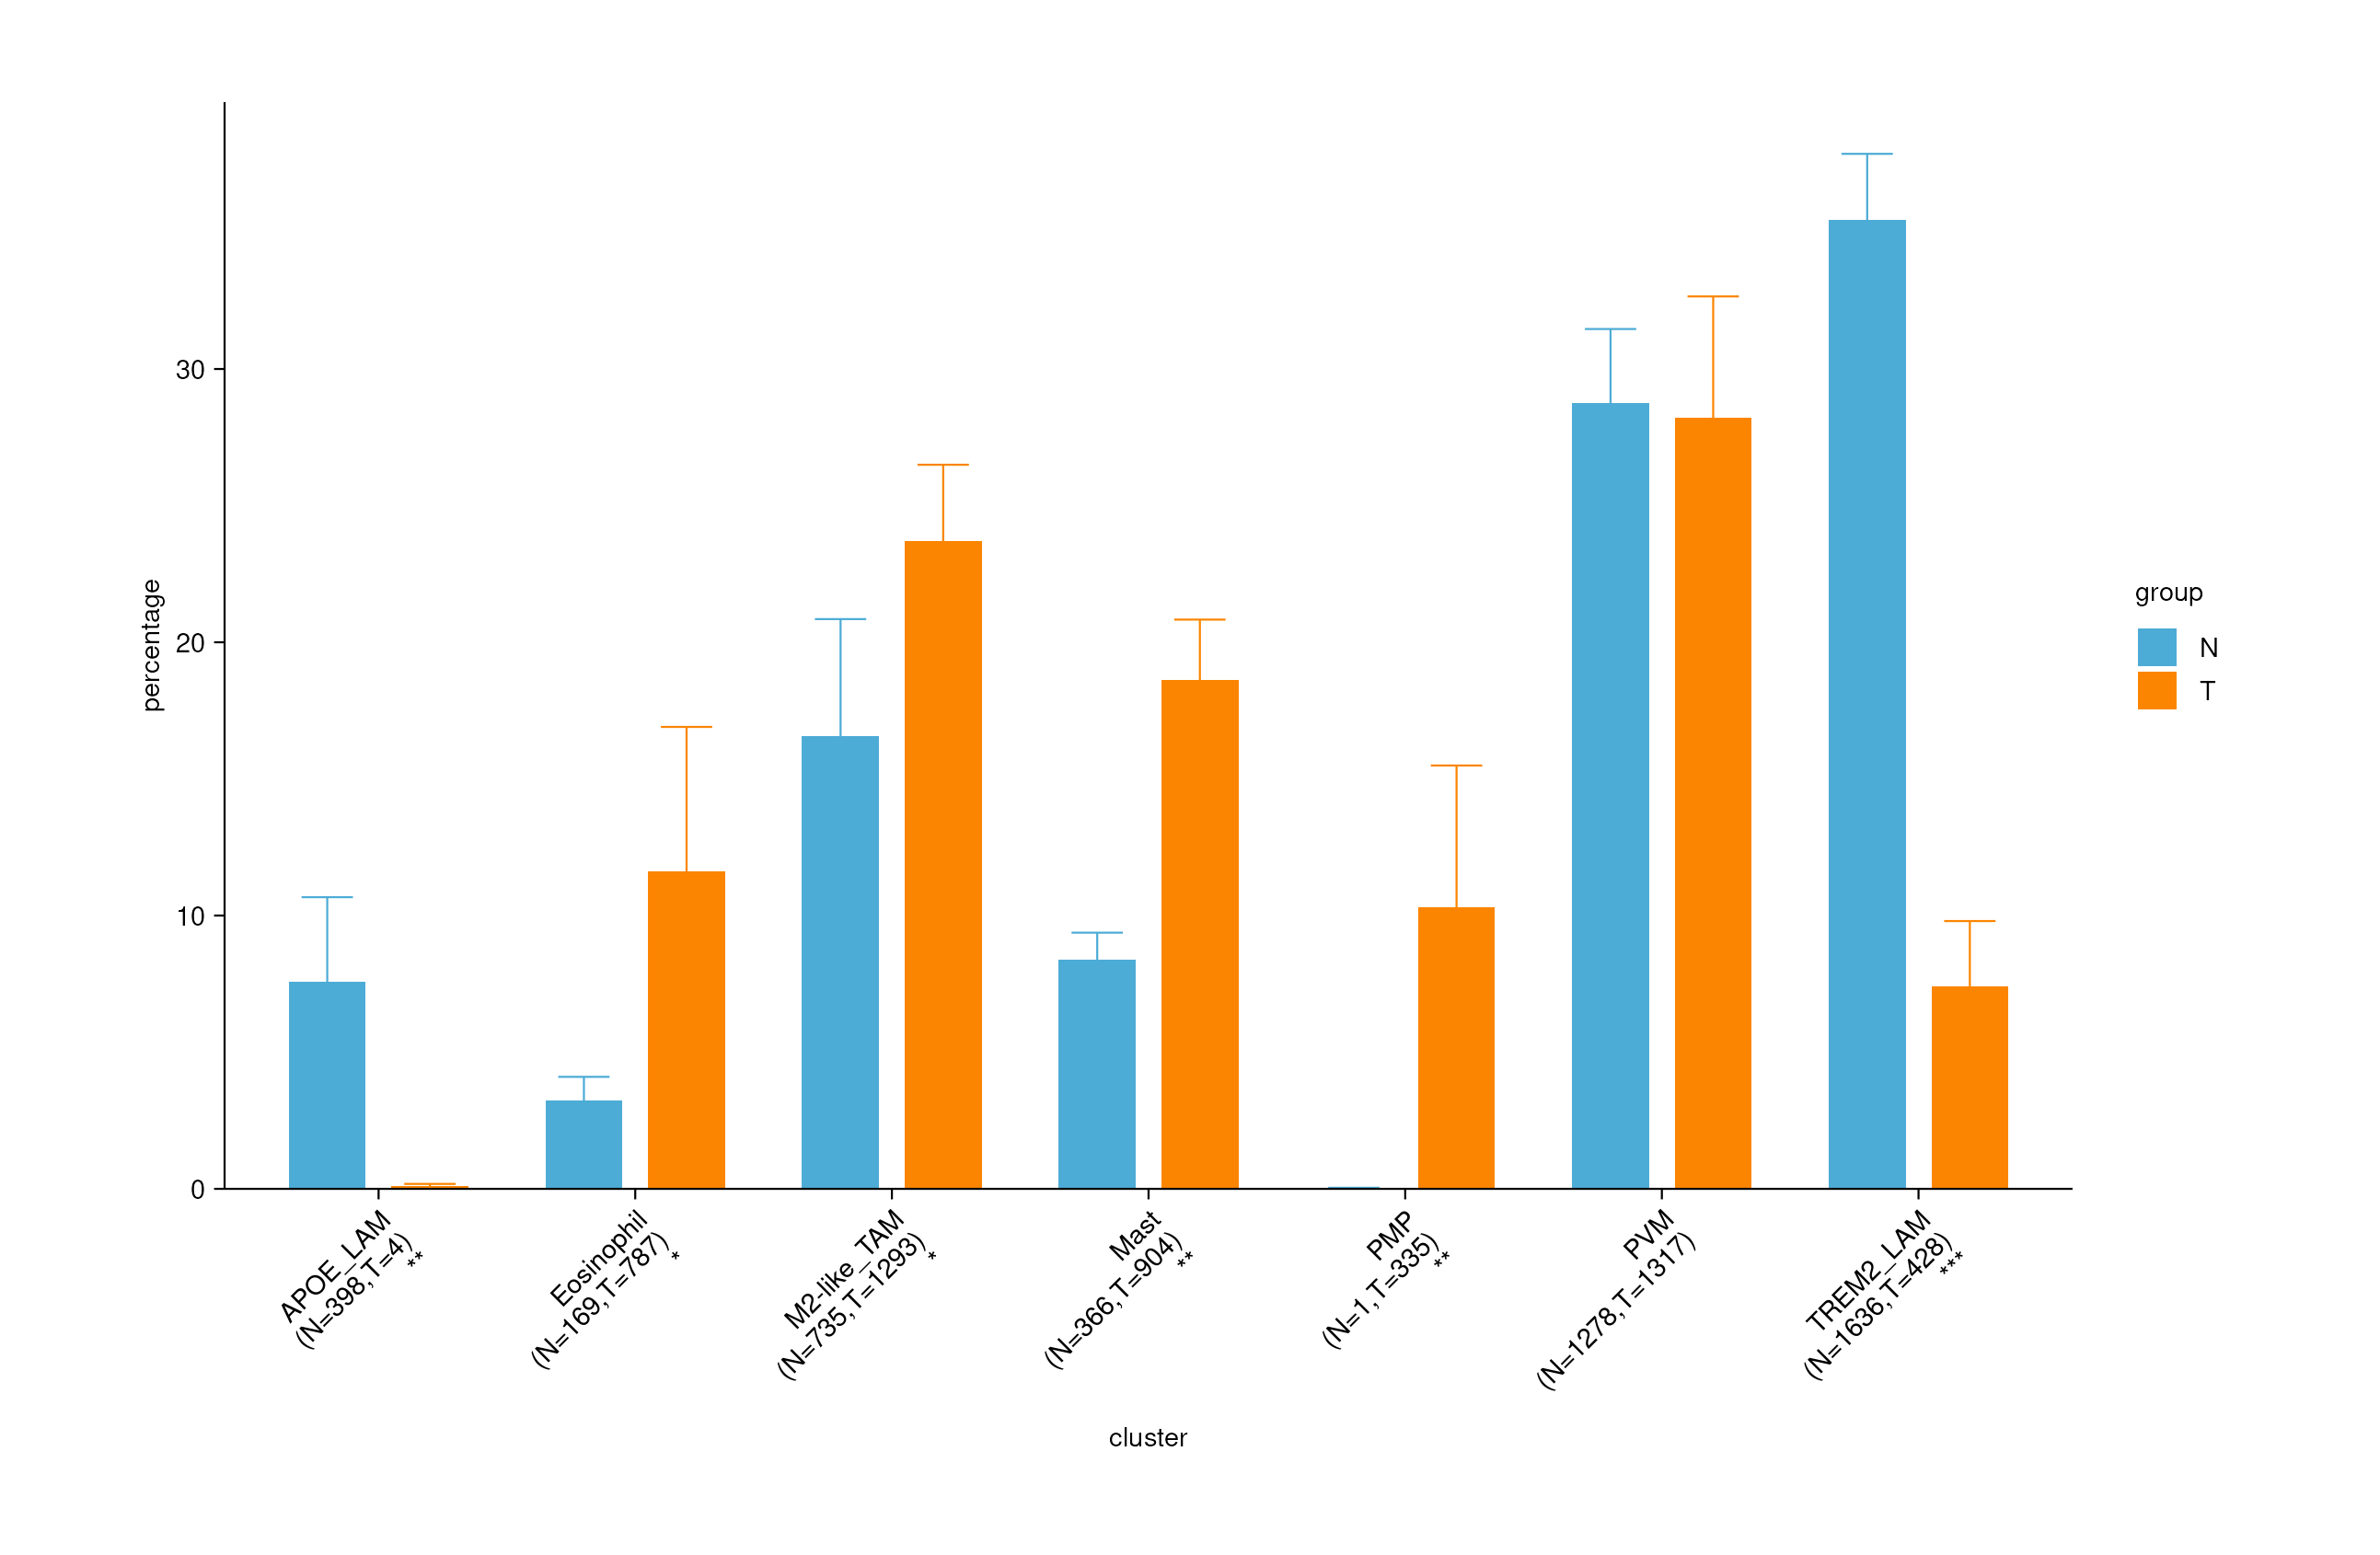 percentage
30
20
10
0
APOE_LAM
(N=398,T=4)
**
Eosinophil
(N=169,T=787)
*
M2-like_TAM
(N=735,T=1293)
*
Mast
(N=366,T=904)
**
PMP
(N=1,T=335)
**
PVM
(N=1278,T=1317)
TREM2_LAM
(N=1636,T=428)
***
cluster
group
N
T